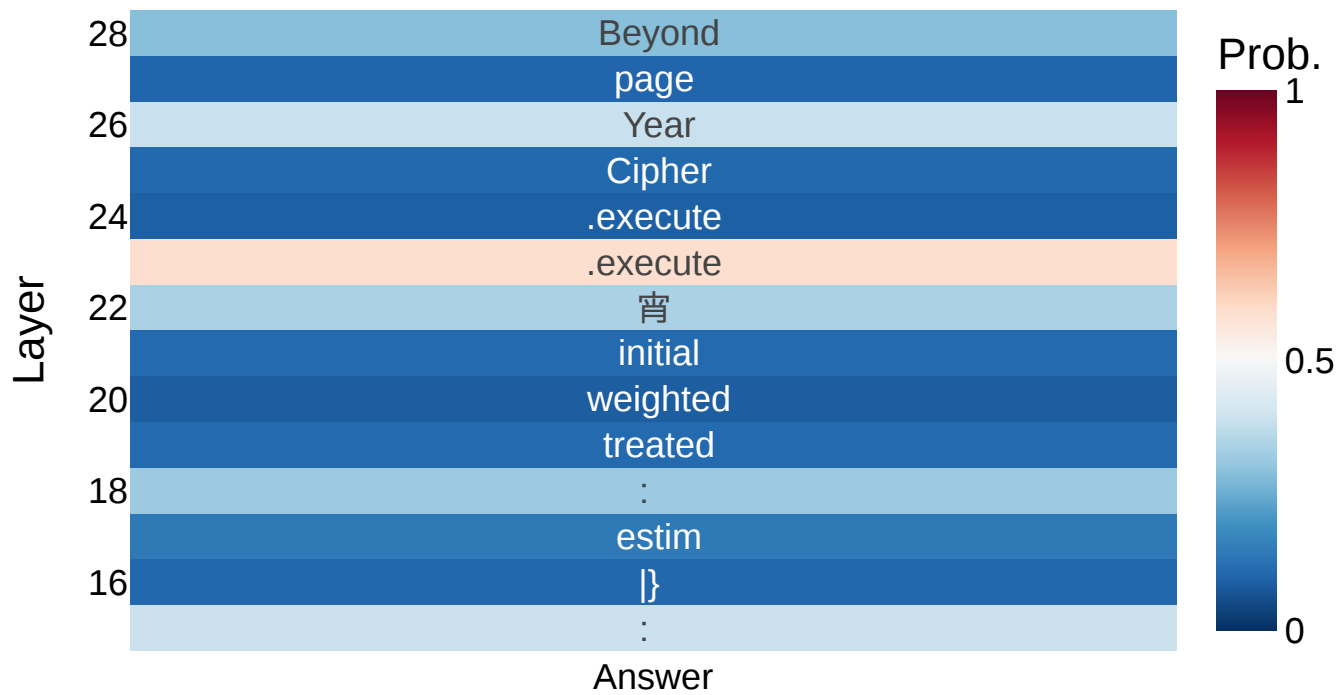 Prob.
28 Beyond
1
page
26 Year
Cipher
24 .execute
.execute
22 宵
initial
0.5
20 weighted
treated
18 :
estim
16 |}
:
0
Layer
Answer